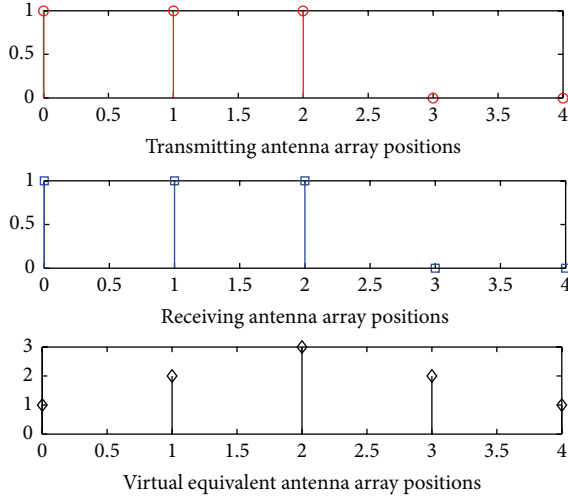 1
0.5
0
0 0.5 1 1.5 2 2.5 3 3.5 4
Transmitting antenna array positions
1
0.5
0
0 0.5 1 1.5 2 2.5 3 3.5 4
Receiving antenna array positions
3
2
1
0
0 0.5 1 1.5 2 2.5 3 3.5 4
Virtual equivalent antenna array positions